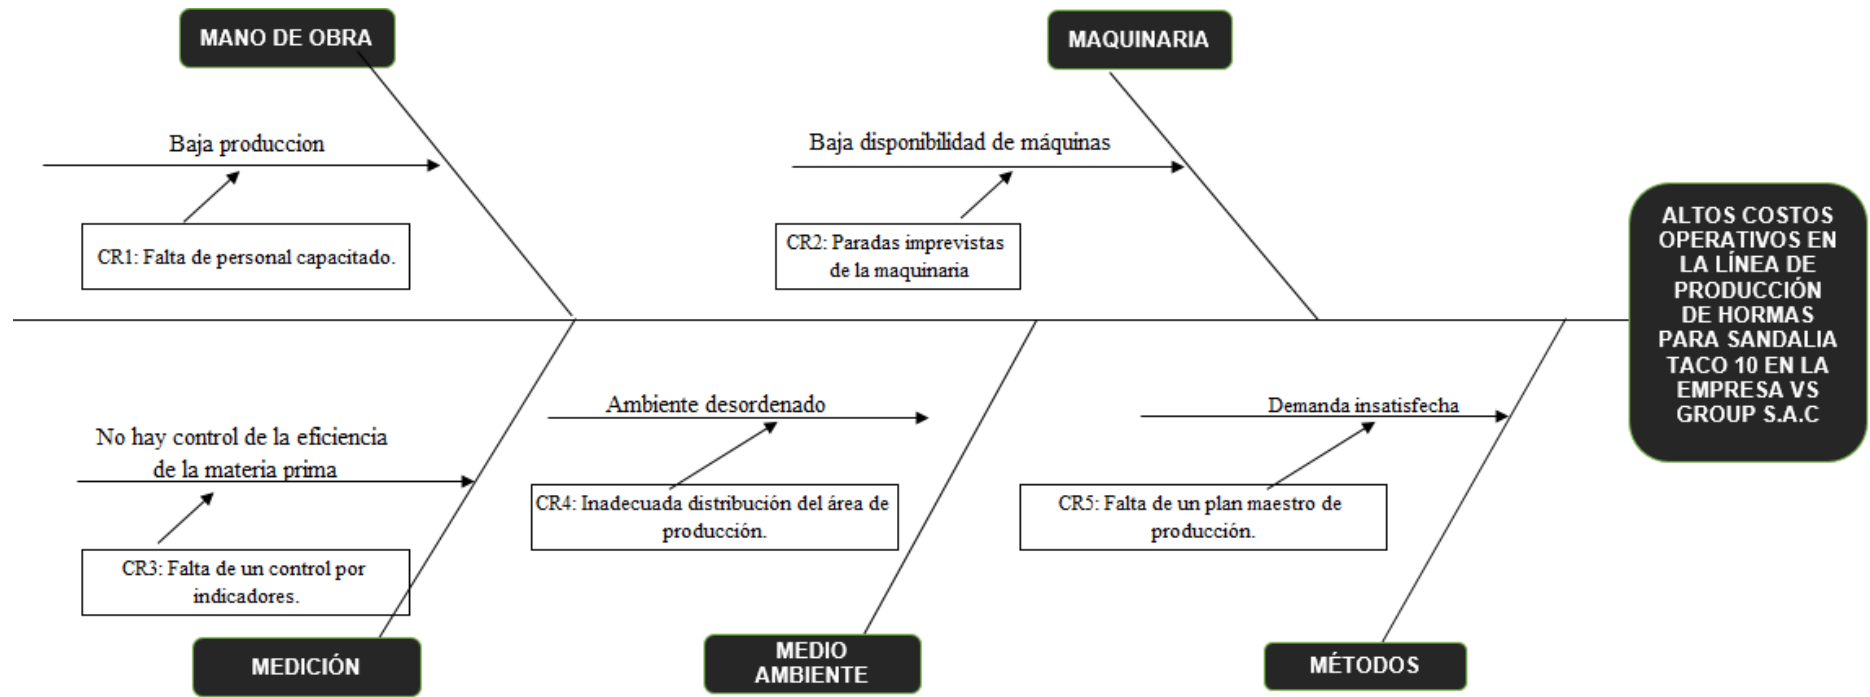 MANO DE OBRA
MAQUINARIA
Baja produccion
Baja disponibilidad de máquinas
CR1: Falta de personal capacitado.
CR2: Paradas imprevistas
de la maquinaria
ALTOS COSTOS
OPERATIVOS EN
LA LÍNEA DE
PRODUCCIÓN
DE HORMAS
PARA SANDALIA
TACO 10 EN LA
EMPRESA VS
GROUP S.A.C
No hay control de la eficiencia
de la materia prima
Ambiente desordenado
Demanda insatisfecha
CR3: Falta de un control por
indicadores.
CR4: Inadecuada distribución del área de
producción.
CR5: Falta de un plan maestro de
producción.
MEDICIÓN
MEDIO
AMBIENTE
MÉTODOS